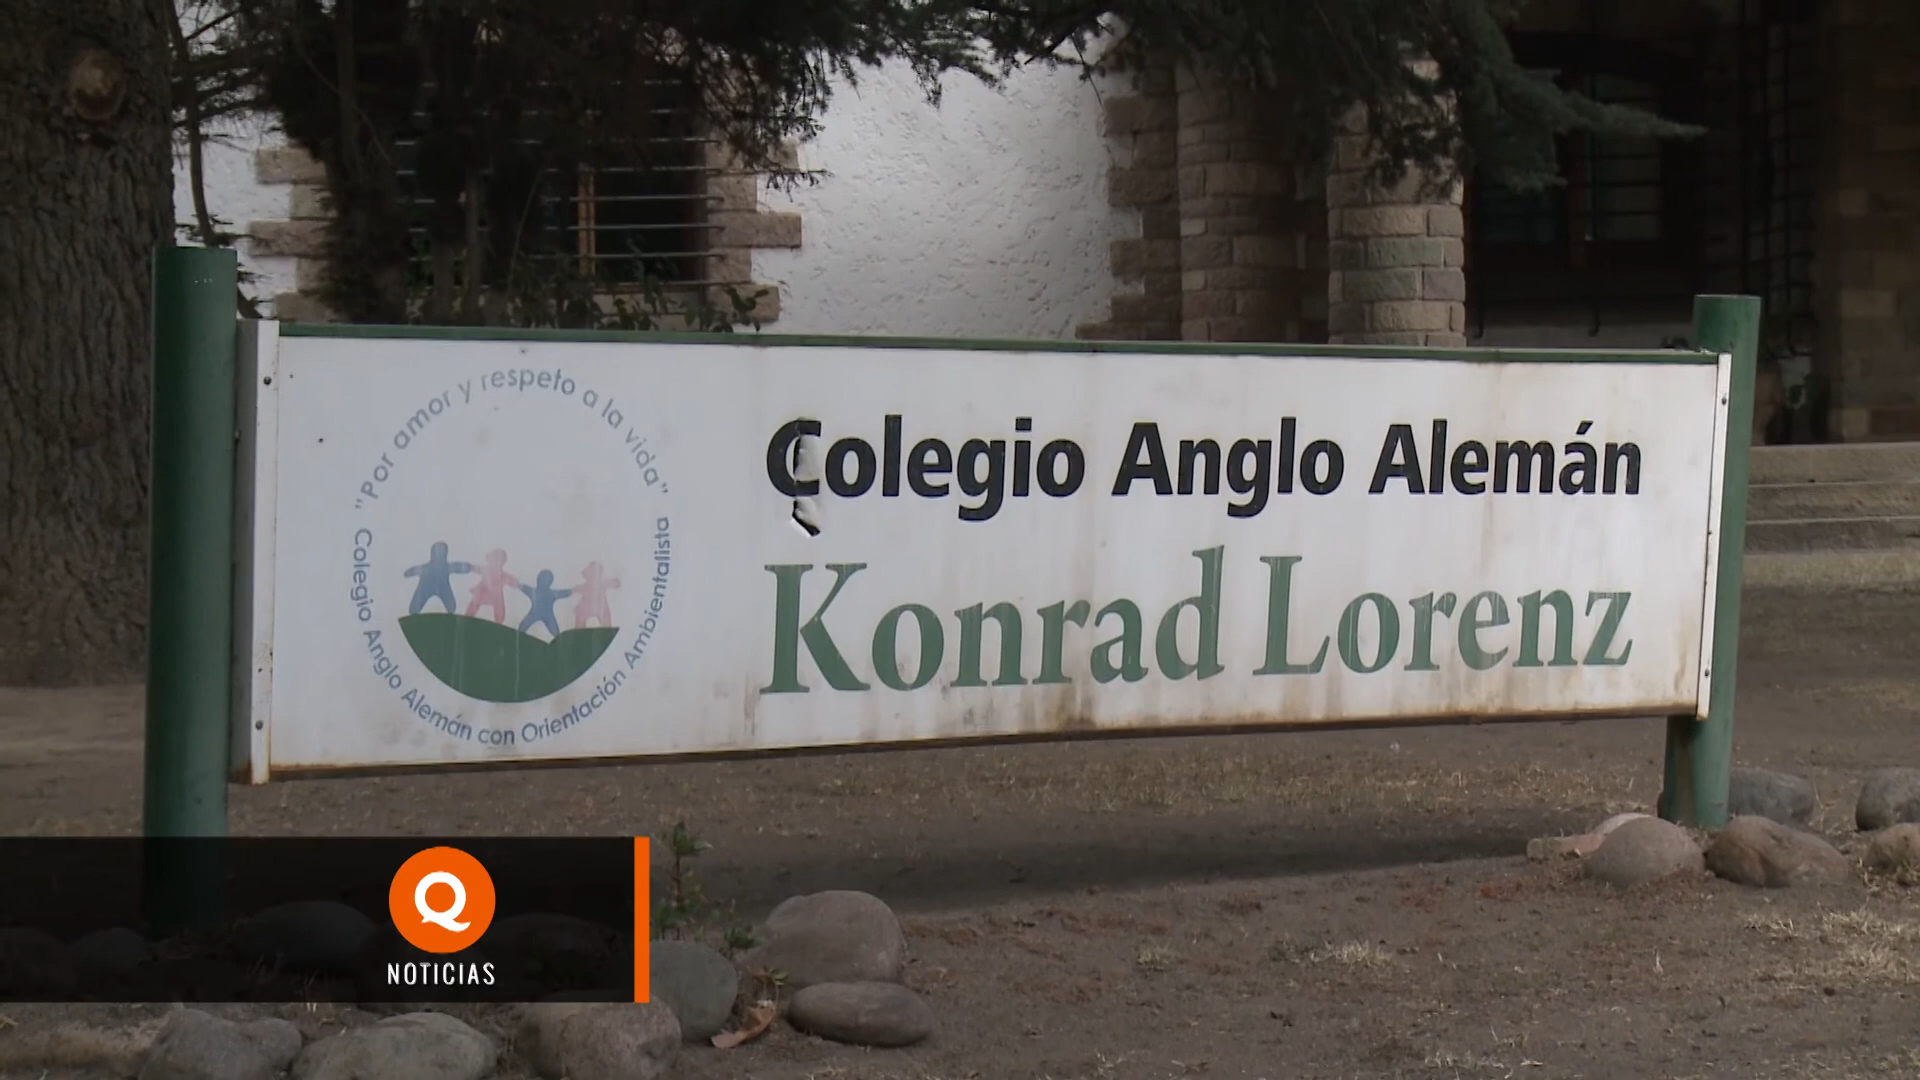 "Por amor y respeto a la vida"
Colegio Anglo Alemán con Orientación Ambientalista
Colegio Anglo Alemán
Konrad Lorenz
Q
NOTICIAS